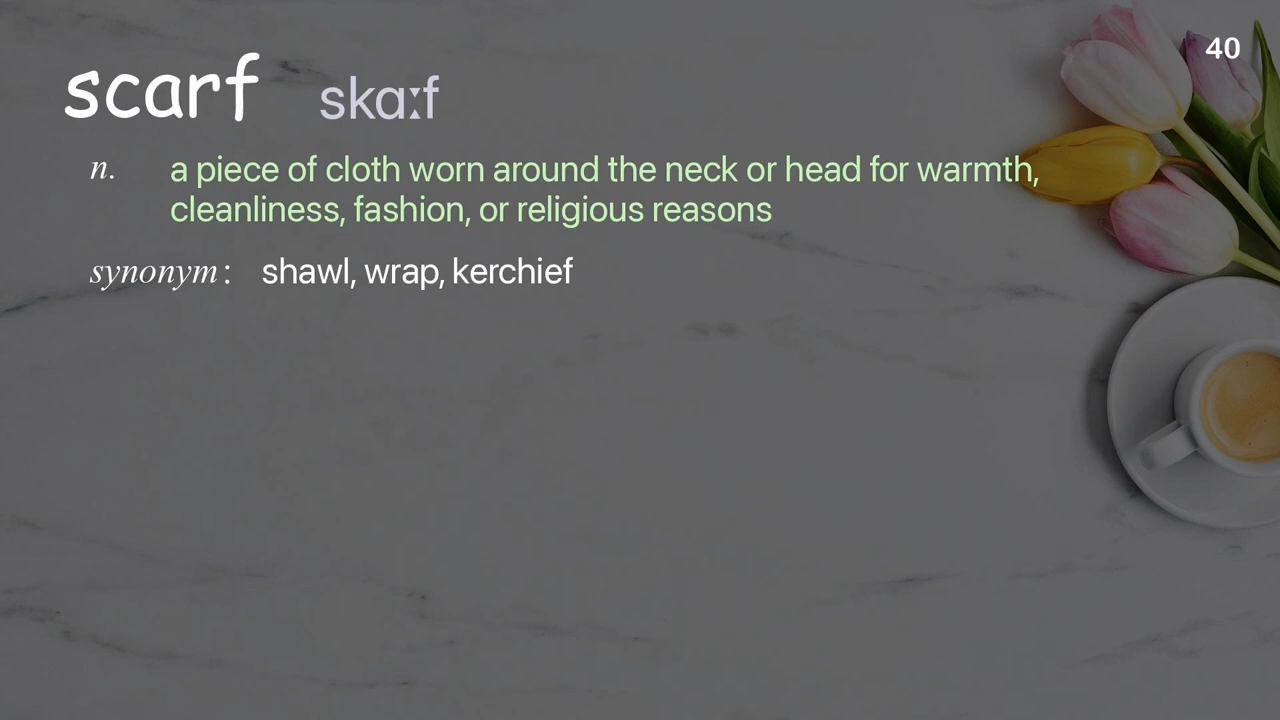 40
scarf skɑːf
n. a piece of cloth worn around the neck or head for warmth,
cleanliness, fashion, or religious reasons
synonym : shawl, wrap, kerchief